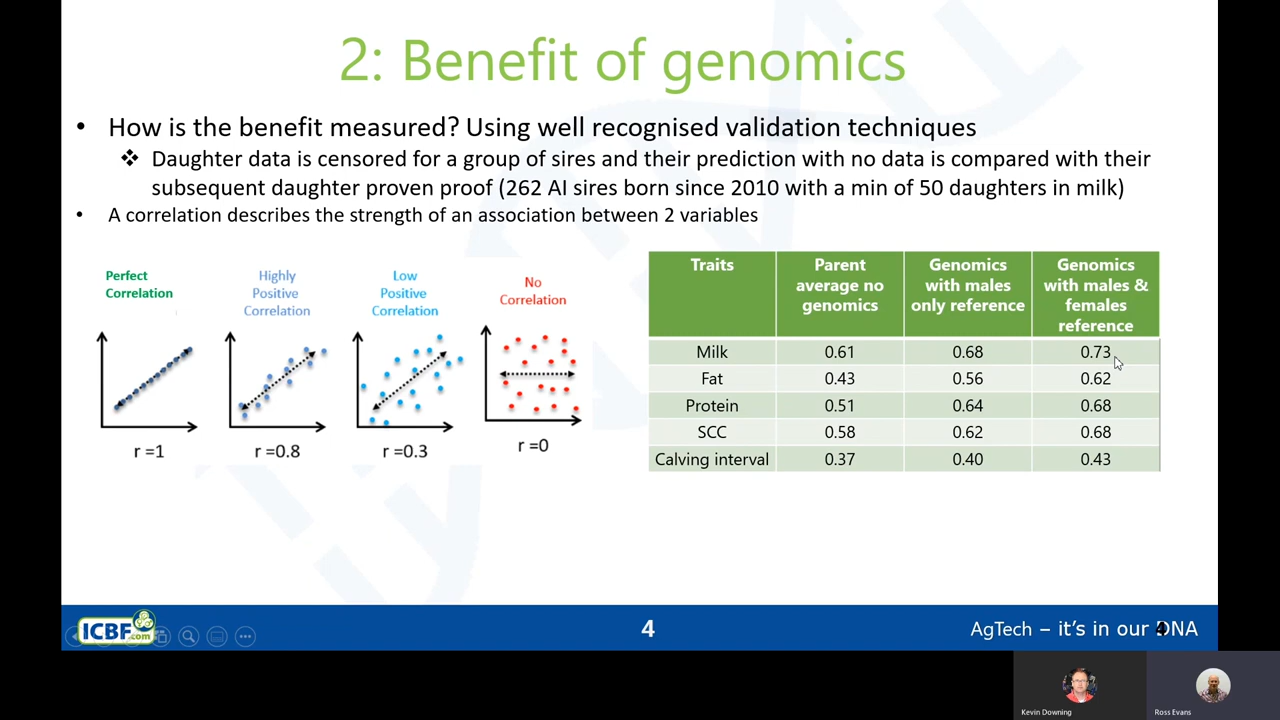 2: Benefit of genomics
• How is the benefit measured? Using well recognised validation techniques
❖ Daughter data is censored for a group of sires and their prediction with no data is compared with their
subsequent daughter proven proof (262 AI sires born since 2010 with a min of 50 daughters in milk)
• A correlation describes the strength of an association between 2 variables
Perfect
Correlation
r =1
Highly
Positive
Correlation
r =0.8
Low
Positive
Correlation
r =0.3
No
Correlation
r =0
Traits
Parent
average no
genomics
Genomics
with males
only reference
Genomics
with males &
females
reference
Milk 0.61 0.68 0.73
Fat 0.43 0.56 0.62
Protein 0.51 0.64 0.68
SCC 0.58 0.62 0.68
Calving interval 0.37 0.40 0.43
ICBF.com
4
AgTech – it's in our DNA
4
Kevin Downing
Ross Evans